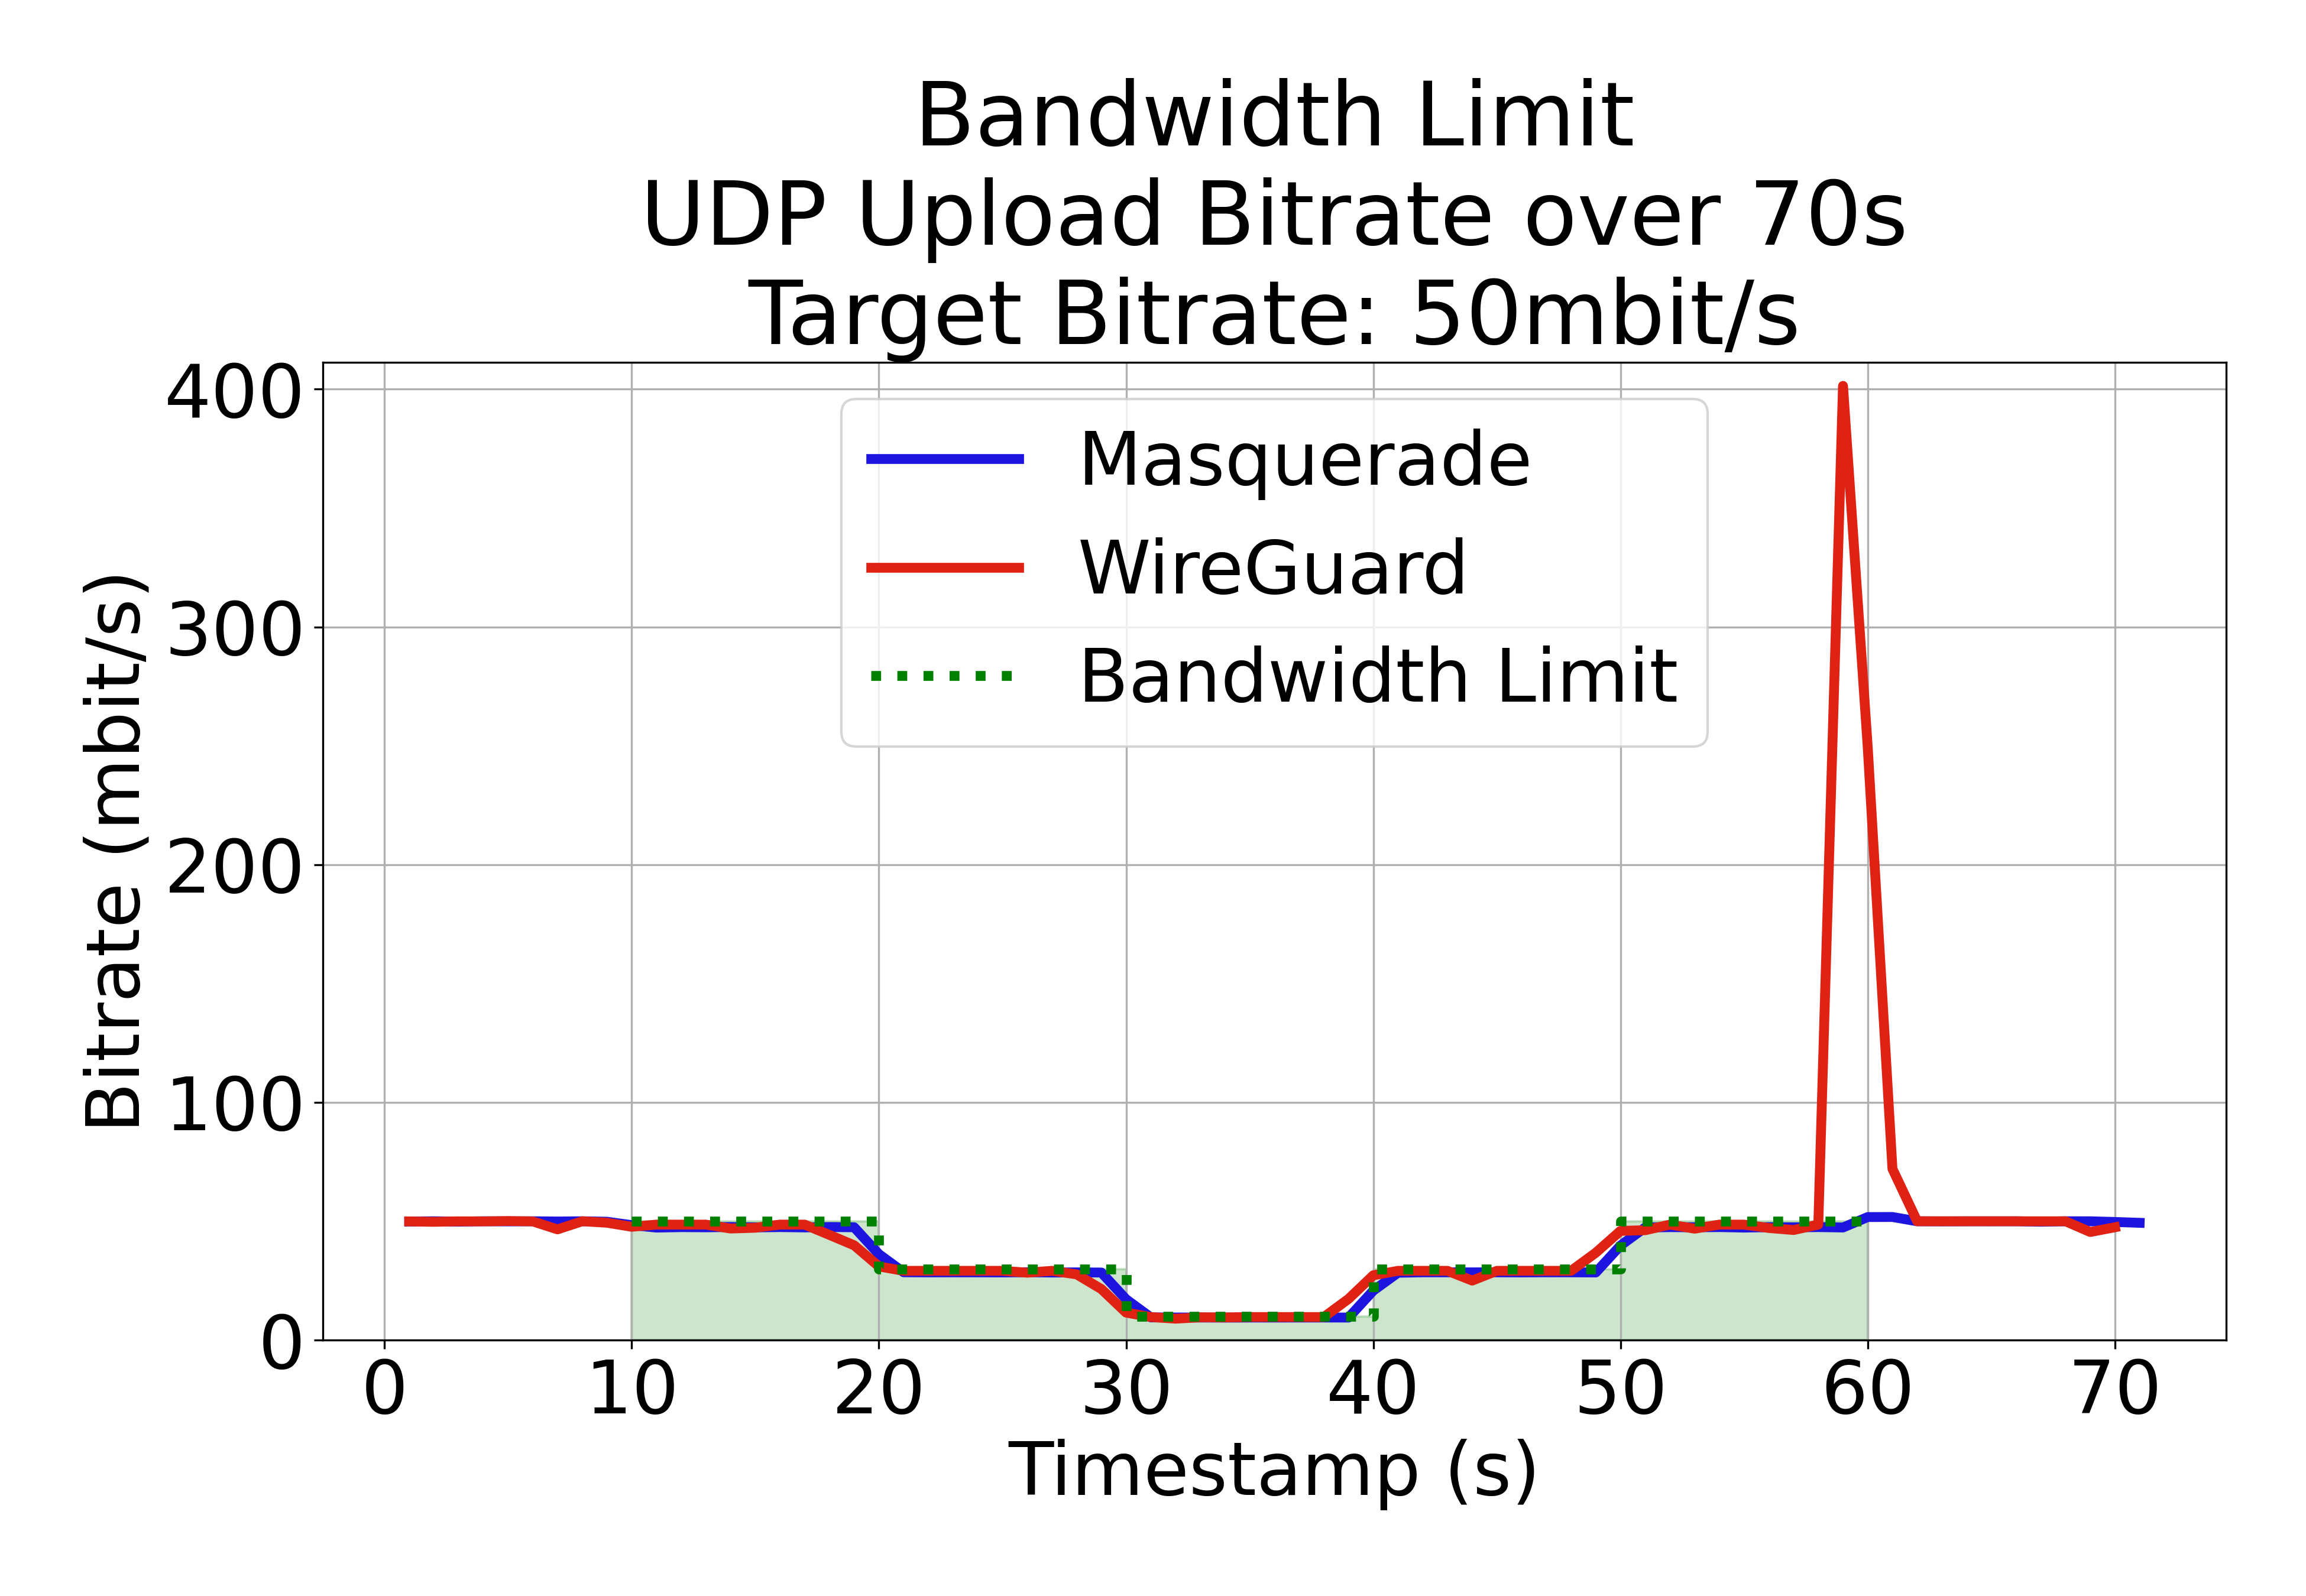 Bandwidth Limit
UDP Upload Bitrate over 70s
Target Bitrate: 50mbit/s
400
300
200
100
0
Bitrate (mbit/s)
Masquerade
WireGuard
Bandwidth Limit
0 10 20 30 40 50 60 70
Timestamp (s)